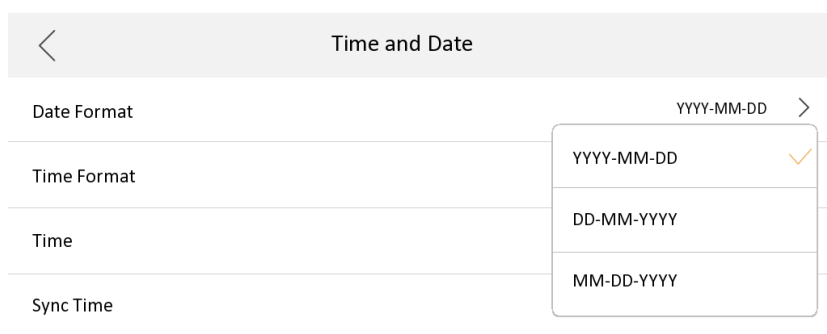 Time and Date
Date Format YYYY-MM-DD
YYYY-MM-DD
Time Format
DD-MM-YYYY
Time
MM-DD-YYYY
Sync Time